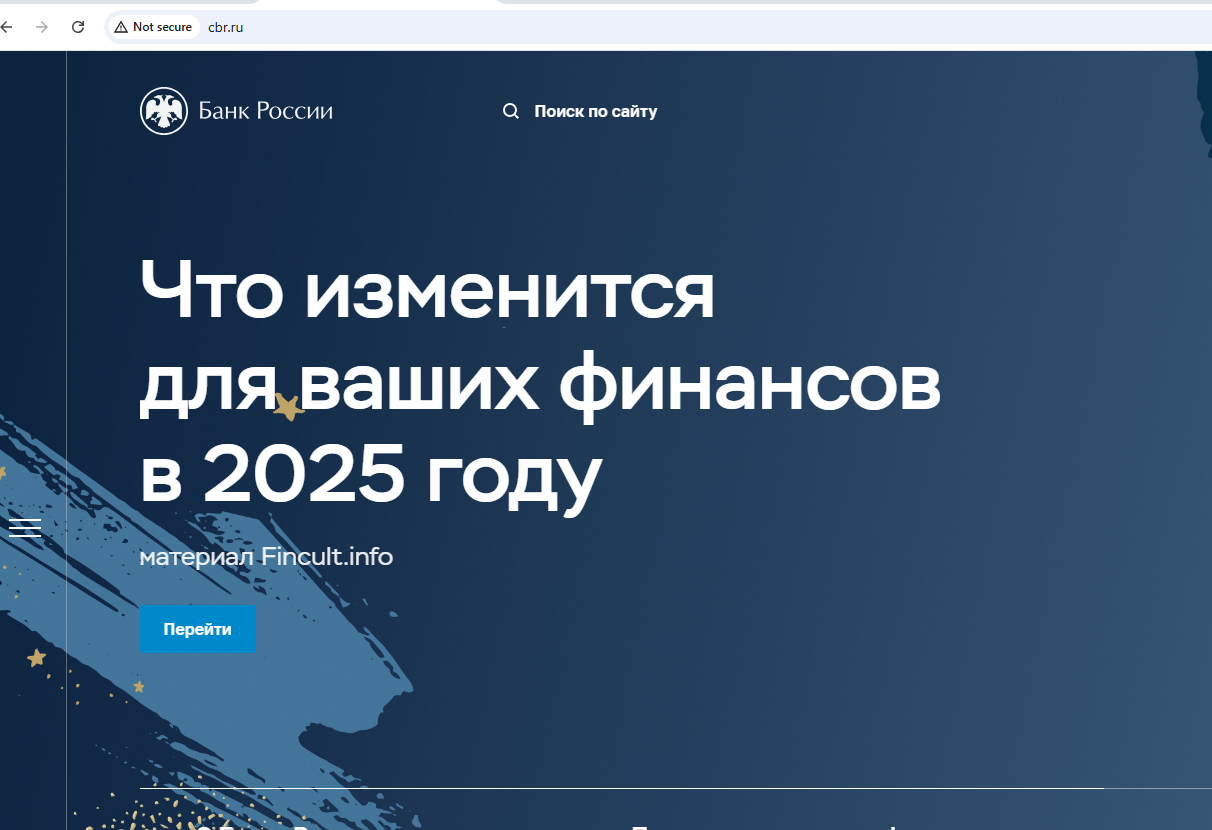 Not secure cbr.ru
Банк России
Поиск по сайту
Что изменится
для ваших финансов
в 2025 году
материал Fincult.info
Перейти